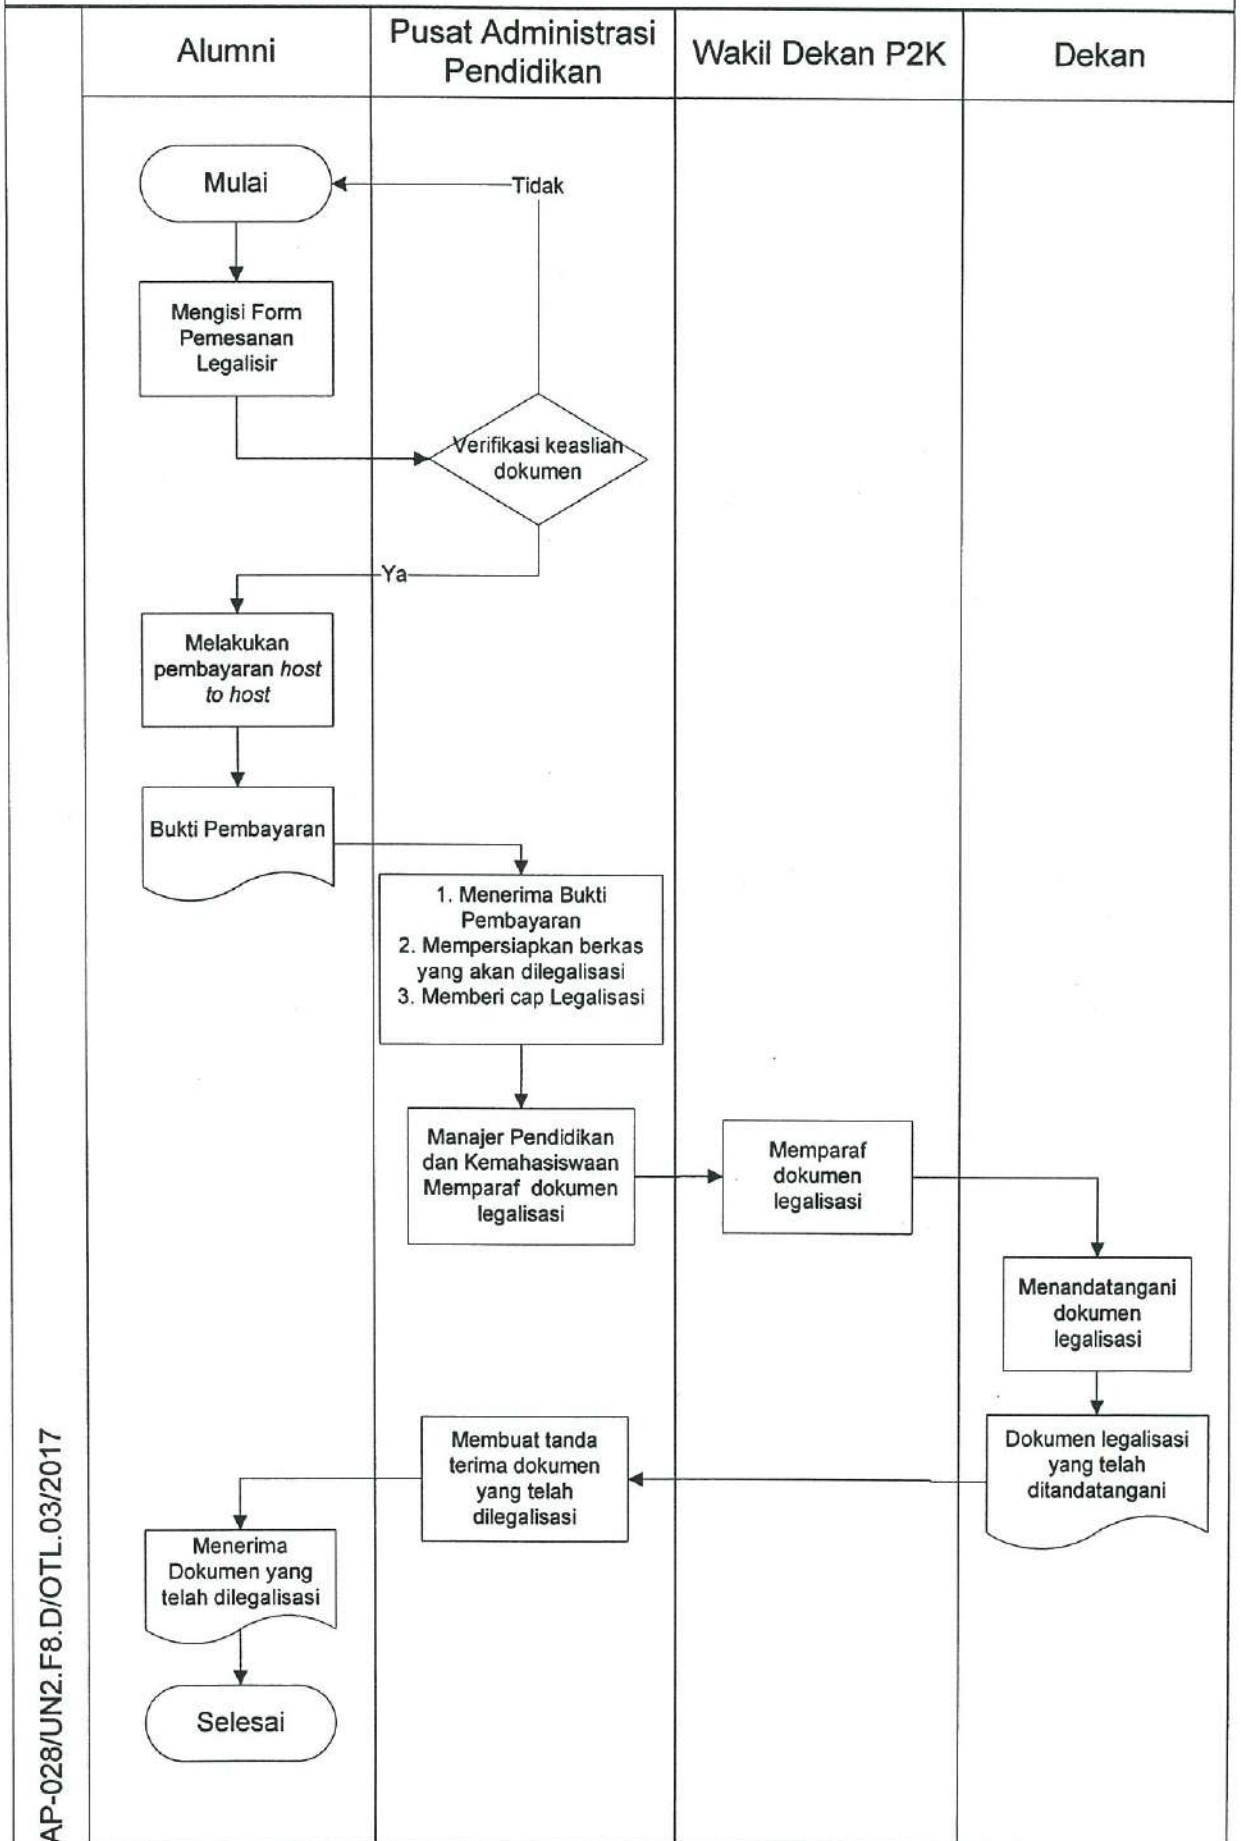 Alumni
Pusat Administrasi
Pendidikan
Wakil Dekan P2K
Dekan
Mulai
Tidak
Mengisi Form
Pemesanan
Legalisir
Verifikasi keaslian
dokumen
Ya
Melakukan
pembayaran host
to host
Bukti Pembayaran
1. Menerima Bukti
Pembayaran
2. Mempersiapkan berkas
yang akan dilegalisasi
3. Memberi cap Legalisasi
Manajer Pendidikan
dan Kemahasiswaan
Memparaf dokumen
legalisasi
Memparaf
dokumen
legalisasi
Menandatangani
dokumen
legalisasi
Dokumen legalisasi
yang telah
ditandatangani
Membuat tanda
terima dokumen
yang telah
dilegalisasi
Menerima
Dokumen yang
telah dilegalisasi
Selesai
AP-028/UN2.F8.D/OTL.03/2017